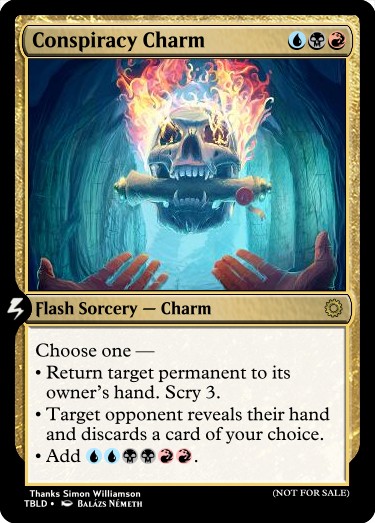 Conspiracy Charm
Flash Sorcery — Charm
Choose one —
• Return target permanent to its
owner's hand. Scry 3.
• Target opponent reveals their hand
and discards a card of your choice.
• Add .
Thanks Simon Williamson
(NOT FOR SALE)
TBLD • Balázs Németh